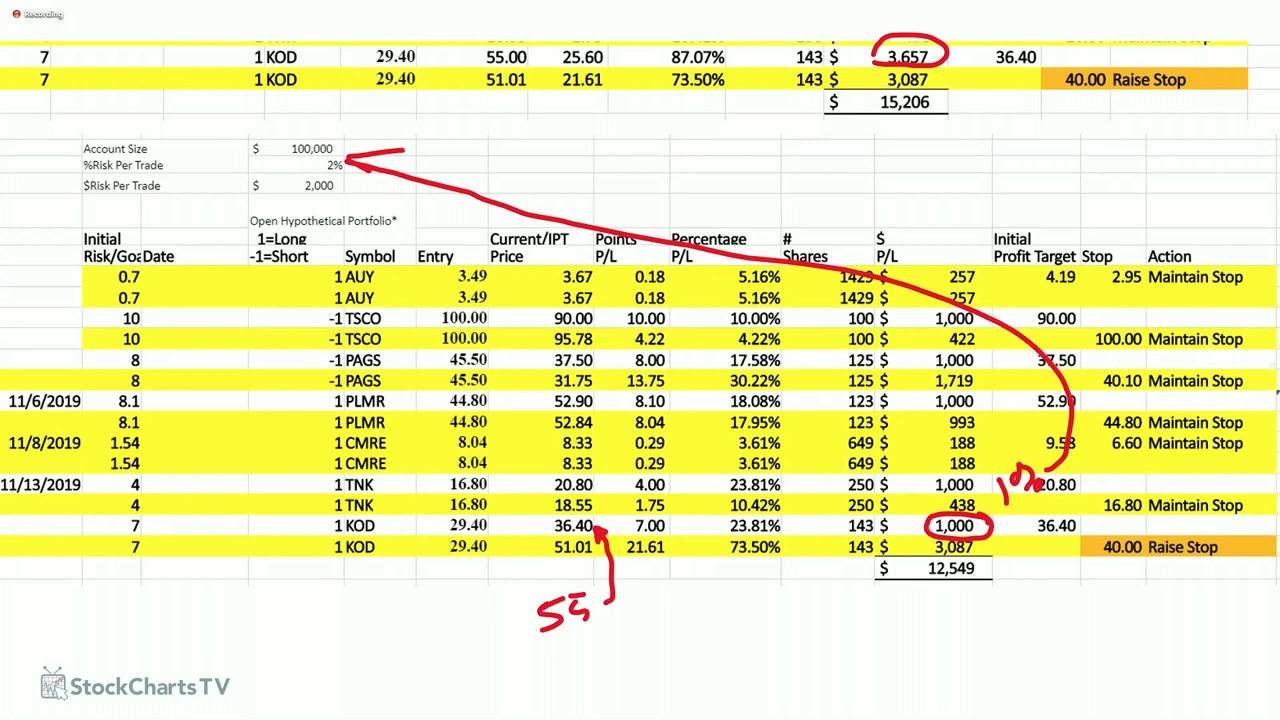 Recording
7 1 KOD 29.40 55.00 25.60 87.07% 143 $ 3,657 36.40
7 1 KOD 29.40 51.01 21.61 73.50% 143 $ 3,087 40.00 Raise Stop
$ 15,206
Account Size $ 100,000
%Risk Per Trade 2%
$Risk Per Trade $ 2,000
Open Hypothetical Portfolio*
Initial 1=Long Current/IPT Points Percentage # $ Initial
Risk/Goa Date -1=Short Symbol Entry Price P/L P/L Shares P/L Profit Target Stop Action
0.7 1 AUY 3.49 3.67 0.18 5.16% 1429 $ 257 4.19 2.95 Maintain Stop
0.7 1 AUY 3.49 3.67 0.18 5.16% 1429 $ 257
10 -1 TSCO 100.00 90.00 10.00 10.00% 100 $ 1,000 90.00
10 -1 TSCO 100.00 95.78 4.22 4.22% 100 $ 422 100.00 Maintain Stop
8 -1 PAGS 45.50 37.50 8.00 17.58% 125 $ 1,000 37.50
8 -1 PAGS 45.50 31.75 13.75 30.22% 125 $ 1,719 40.10 Maintain Stop
11/6/2019 8.1 1 PLMR 44.80 52.90 8.10 18.08% 123 $ 1,000 52.90
8.1 1 PLMR 44.80 52.84 8.04 17.95% 123 $ 993 44.80 Maintain Stop
11/8/2019 1.54 1 CMRE 8.04 8.33 0.29 3.61% 649 $ 188 9.58 6.60 Maintain Stop
1.54 1 CMRE 8.04 8.33 0.29 3.61% 649 $ 188
11/13/2019 4 1 TNK 16.80 20.80 4.00 23.81% 250 $ 1,000 20.80
1%
4 1 TNK 16.80 18.55 1.75 10.42% 250 $ 438 16.80 Maintain Stop
7 1 KOD 29.40 36.40 7.00 23.81% 143 $ 1,000 36.40
7 1 KOD 29.40 51.01 21.61 73.50% 143 $ 3,087 40.00 Raise Stop
$ 12,549
55
StockCharts TV